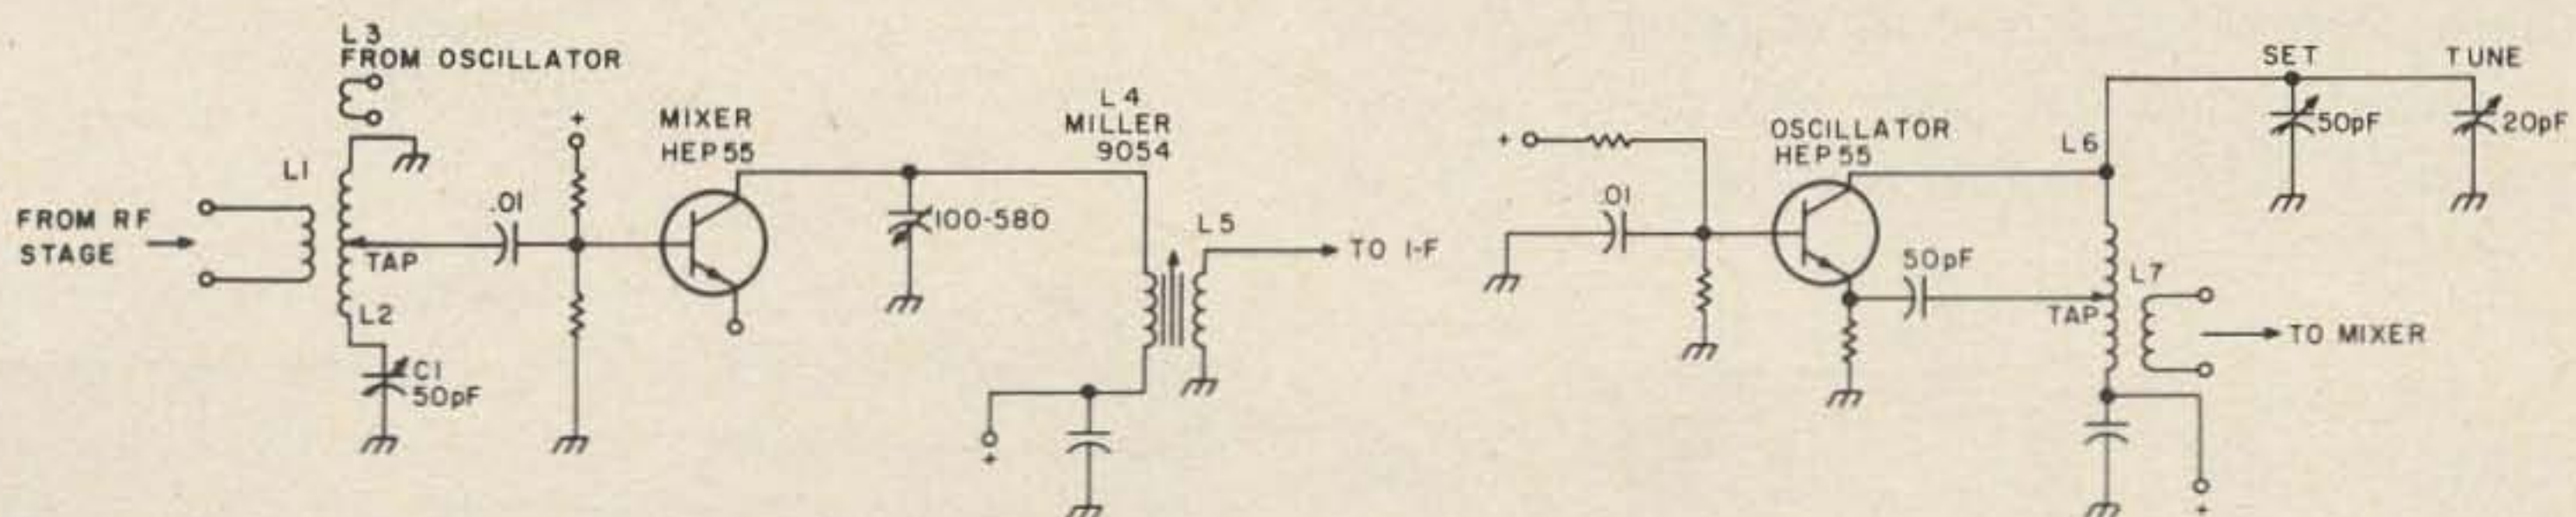 L3
FROM OSCILLATOR
L1
FROM RF
STAGE
TAP
L2
C1
50pF
.01
+
MIXER
HEP55
100-580
L4
MILLER
9054
L5
TO I-F
+
+
.01
OSCILLATOR
HEP55
50pF
L6
TAP
L7
TO MIXER
+
SET
50pF
TUNE
20pF